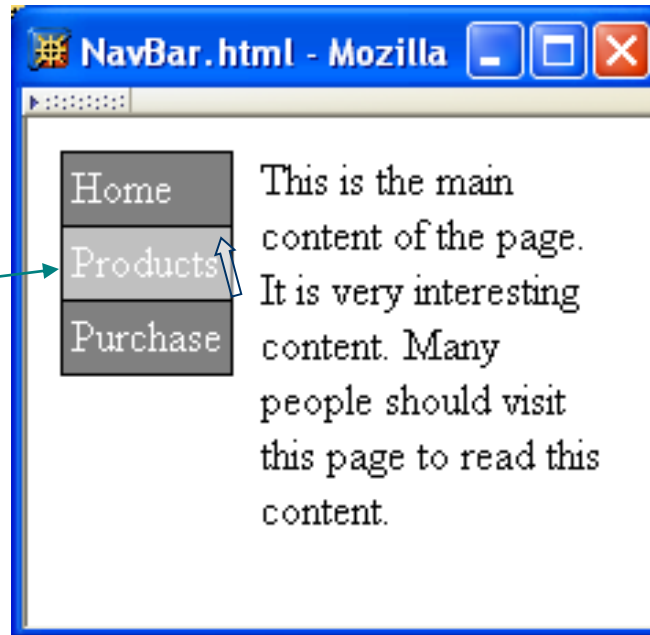 NavBar.html - Mozilla
Home
Products
Purchase
This is the main
content of the page.
It is very interesting
content. Many
people should visit
this page to read this
content.